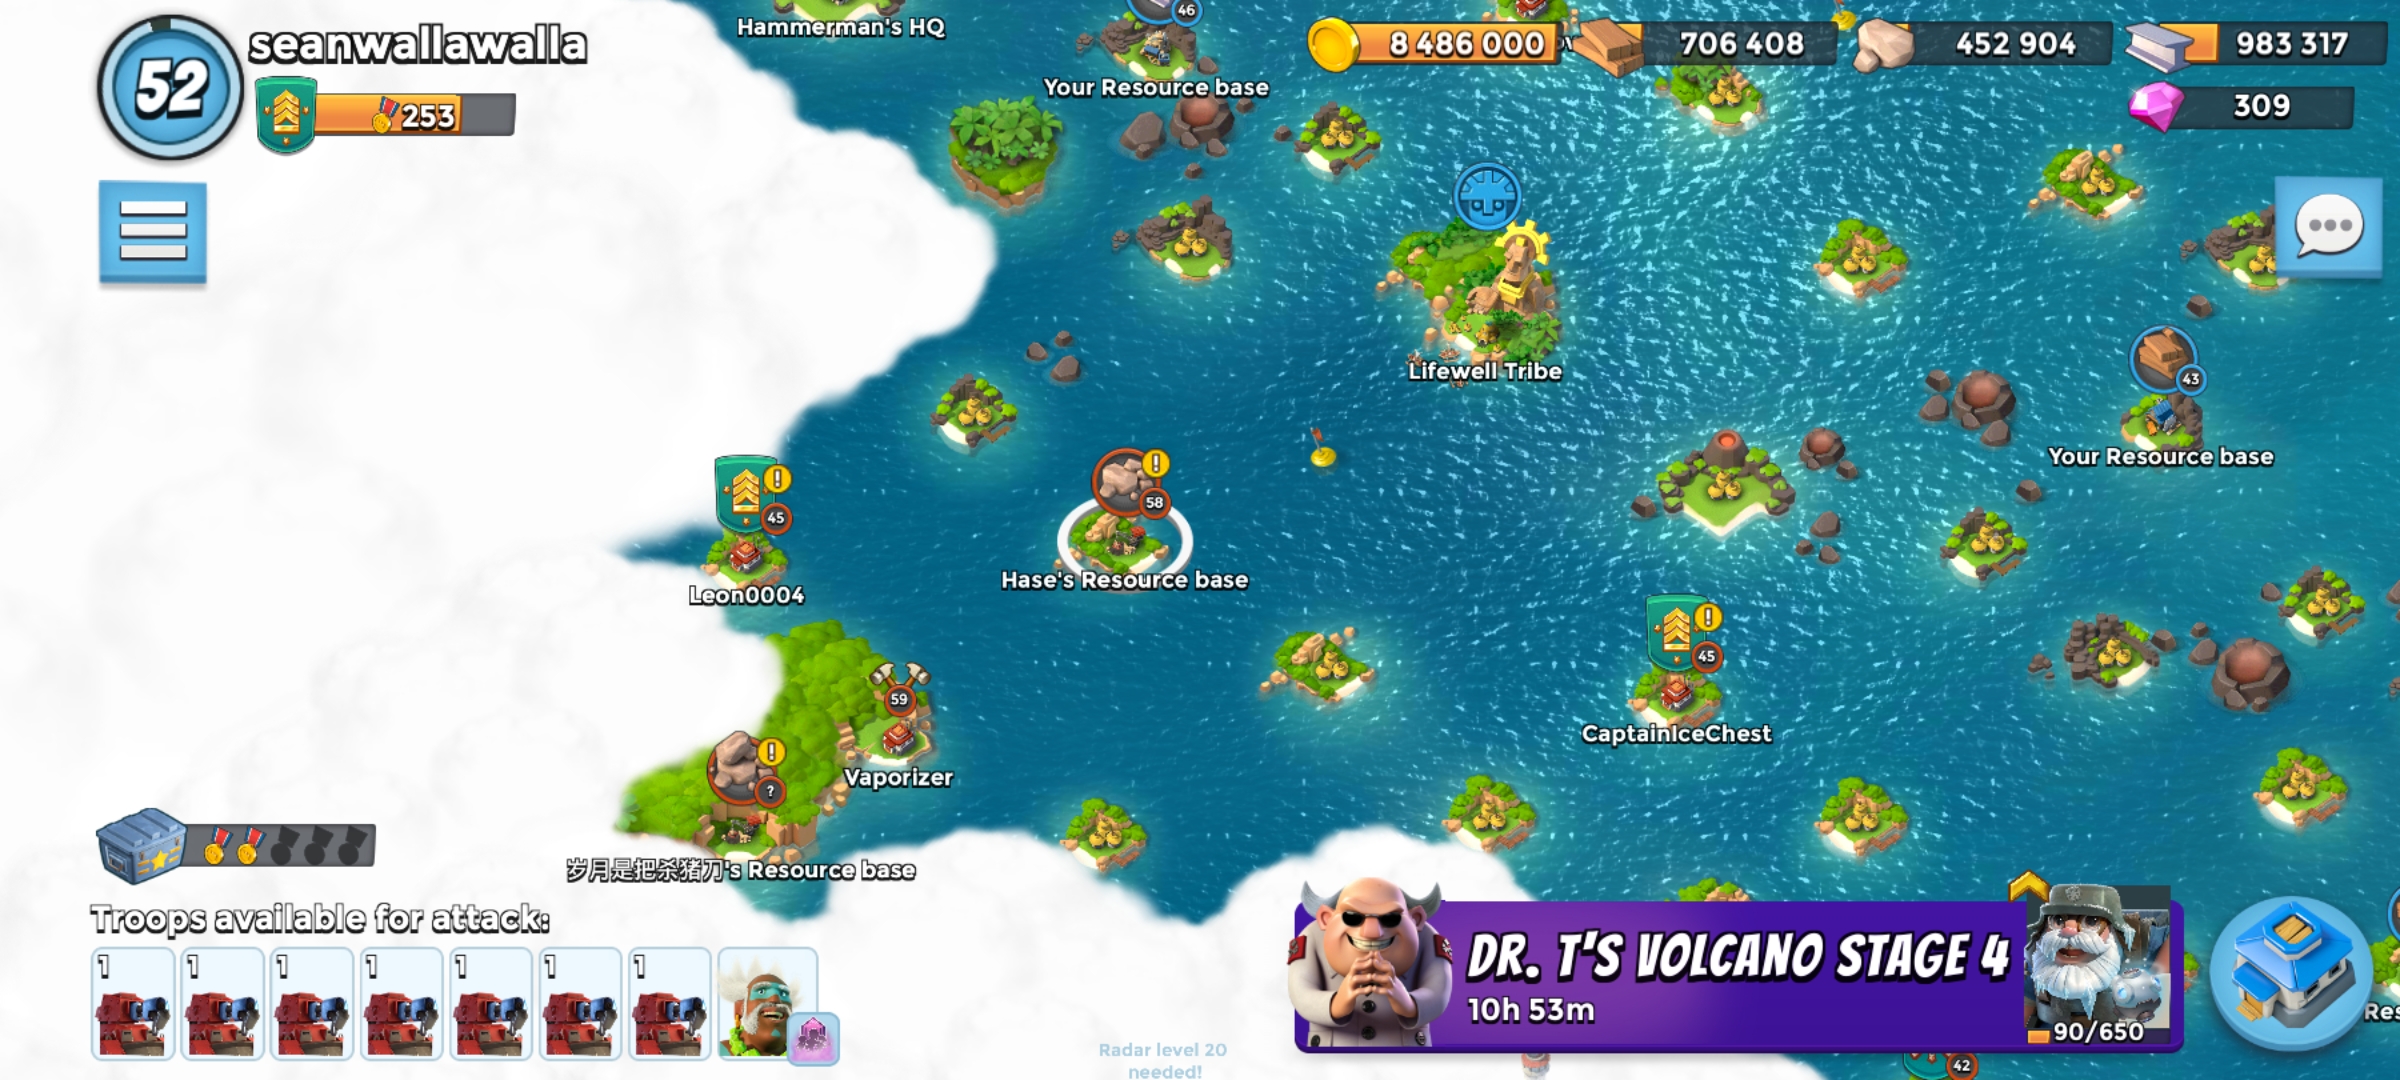 Hammerman's HQ
46
Your Resource base
52
seanwallawalla
253
8 486 000
706 408
452 904
983 317
309
Lifewell Tribe
43
Your Resource base
!
45
Leon0004
!
58
Hase's Resource base
!
45
CaptainIceChest
59
Vaporizer
!
?
岁月是把杀猪刀's Resource base
Troops available for attack:
1 1 1 1 1 1 1
DR. T'S VOLCANO STAGE 4
10h 53m
90/650
Radar level 20
needed!
42
Res